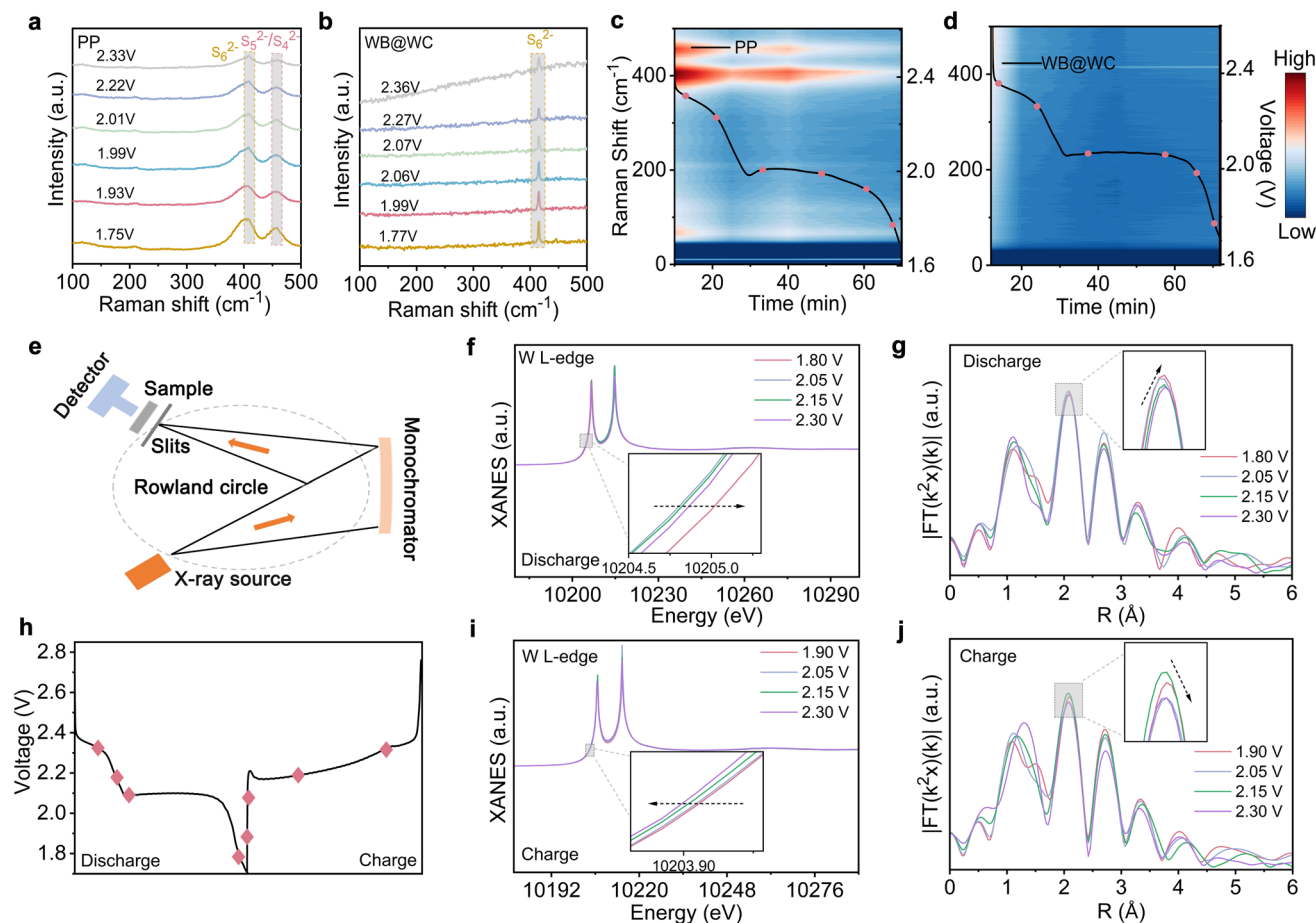 a
PP
S₆²⁻ S₅²⁻/S₄²⁻
2.33V
2.22V
2.01V
1.99V
1.93V
1.75V
Intensity (a.u.)
100 200 300 400 500
Raman shift (cm⁻¹)
b
WB@WC
S₆²⁻
2.36V
2.27V
2.07V
2.06V
1.99V
1.77V
Intensity (a.u.)
100 200 300 400 500
Raman shift (cm⁻¹)
c
PP
Raman Shift (cm⁻¹)
400
200
0
2.4
2.0
1.6
20 40 60
Time (min)
d
WB@WC
400
200
0
2.4
2.0
1.6
Voltage (V)
20 40 60
Time (min)
High
Low
e
Detector
Sample
Slits
Rowland circle
Monochromator
X-ray source
f
W L-edge
1.80 V
2.05 V
2.15 V
2.30 V
XANES (a.u.)
10204.5 10205.0
Discharge
10200 10230 10260 10290
Energy (eV)
g
Discharge
1.80 V
2.05 V
2.15 V
2.30 V
|FT(k²x)(k)| (a.u.)
0 1 2 3 4 5 6
R (Å)
h
2.8
2.6
2.4
2.2
2.0
1.8
Voltage (V)
Discharge Charge
i
W L-edge
1.90 V
2.05 V
2.15 V
2.30 V
XANES (a.u.)
10203.90
Charge
10192 10220 10248 10276
Energy (eV)
j
Charge
1.90 V
2.05 V
2.15 V
2.30 V
|FT(k²x)(k)| (a.u.)
0 1 2 3 4 5 6
R (Å)